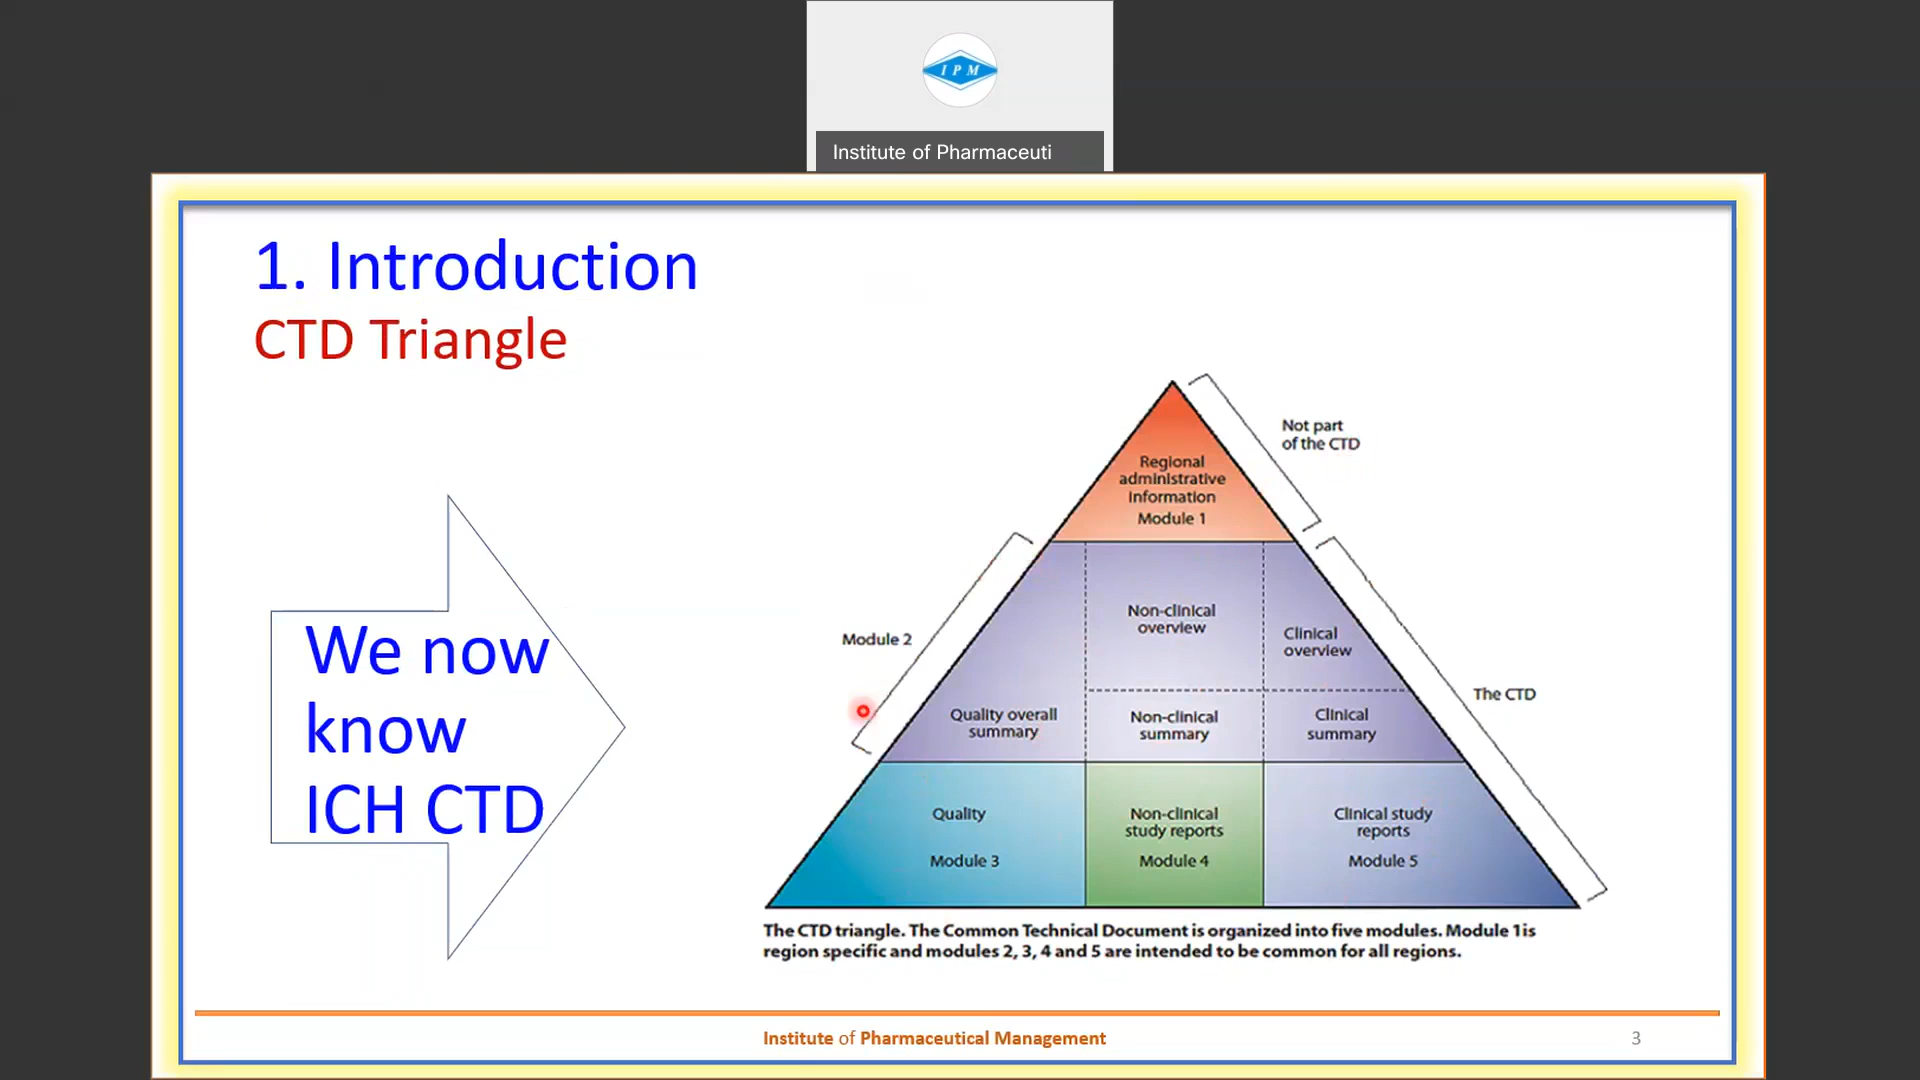 I P M
Institute of Pharmaceuti
1. Introduction
CTD Triangle
We now
know
ICH CTD
Not part
of the CTD
Regional
administrative
information
Module 1
Module 2
Non-clinical
overview
Clinical
overview
The CTD
Quality overall
summary
Non-clinical
summary
Clinical
summary
Quality
Module 3
Non-clinical
study reports
Module 4
Clinical study
reports
Module 5
The CTD triangle. The Common Technical Document is organized into five modules. Module 1 is
region specific and modules 2, 3, 4 and 5 are intended to be common for all regions.
Institute of Pharmaceutical Management
3